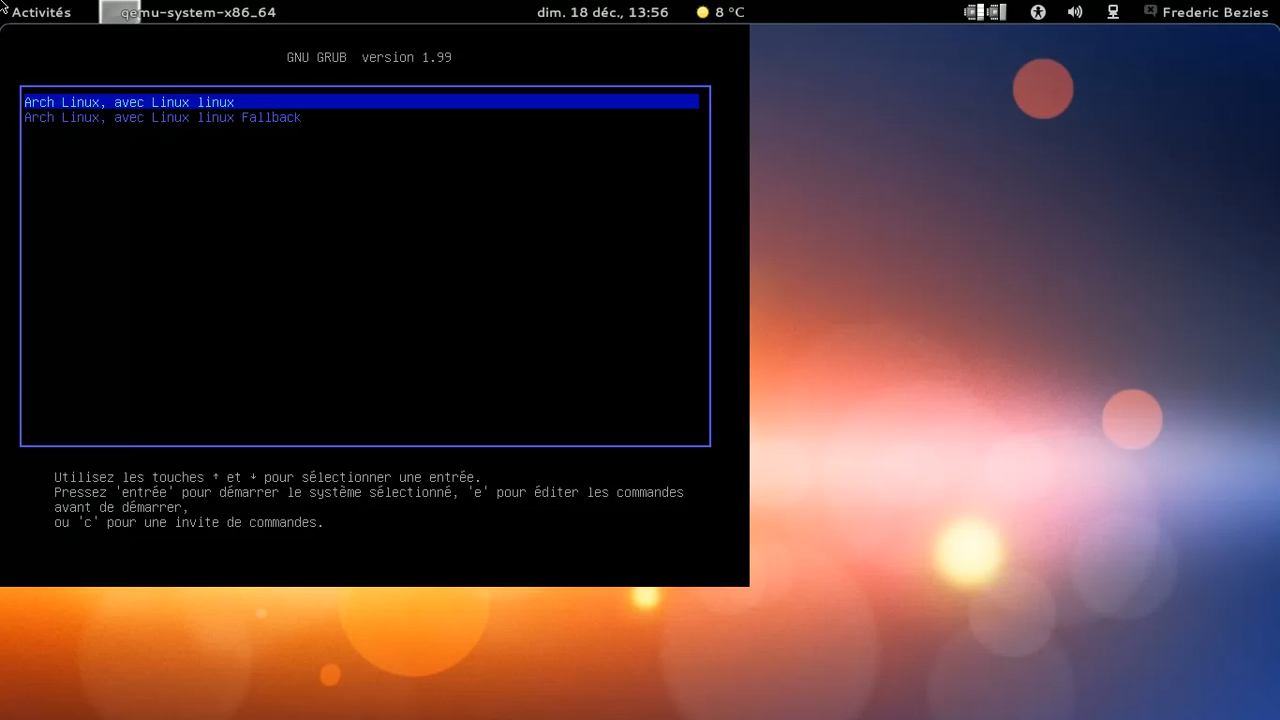 Activités
qemu-system-x86_64
dim. 18 déc., 13:56
8 °C
Frederic Bezies
GNU GRUB  version 1.99
Arch Linux, avec Linux linux
Arch Linux, avec Linux linux Fallback
Utilisez les touches ↑ et ↓ pour sélectionner une entrée.
Pressez 'entrée' pour démarrer le système sélectionné, 'e' pour éditer les commandes
avant de démarrer,
ou 'c' pour une invite de commandes.